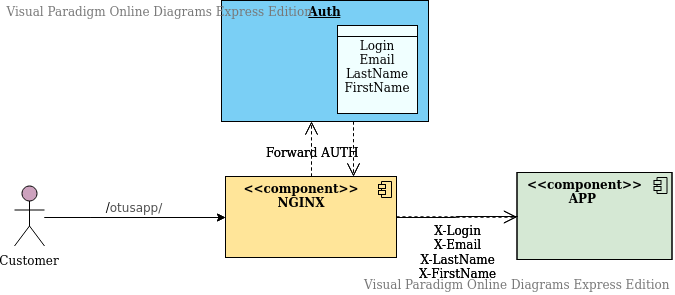 Visual Paradigm Online Diagrams Express Edition
Auth
Login
Email
LastName
FirstName
Forward AUTH
<<component>>
NGINX
<<component>>
APP
/otusapp/
Customer
X-Login
X-Email
X-LastName
X-FirstName
Visual Paradigm Online Diagrams Express Edition